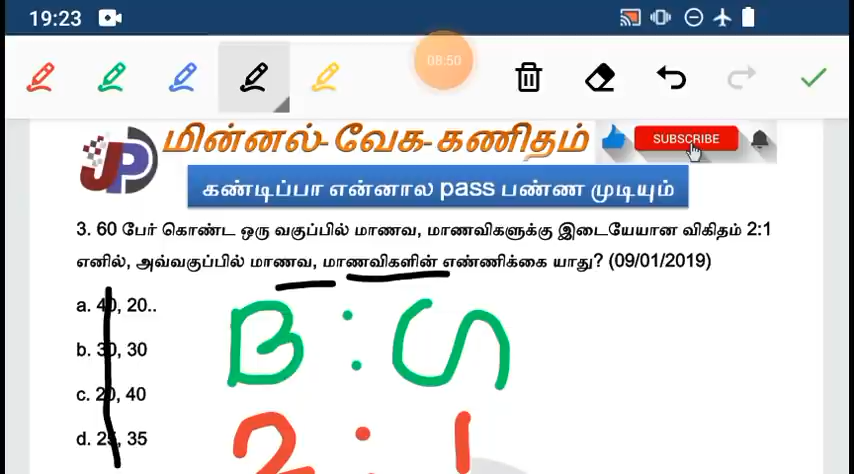 19:23
08:50
JP மின்னல்-வேக-கணிதம் SUBSCRIBE
கண்டிப்பா என்னால pass பண்ண முடியும்
3. 60 பேர் கொண்ட ஒரு வகுப்பில் மாணவ, மாணவிகளுக்கு இடையேயான விகிதம் 2:1
எனில், அவ்வகுப்பில் மாணவ, மாணவிகளின் எண்ணிக்கை யாது? (09/01/2019)
a. 40, 20..
b. 30, 30
c. 20, 40
d. 25, 35
B : G
2 : 1